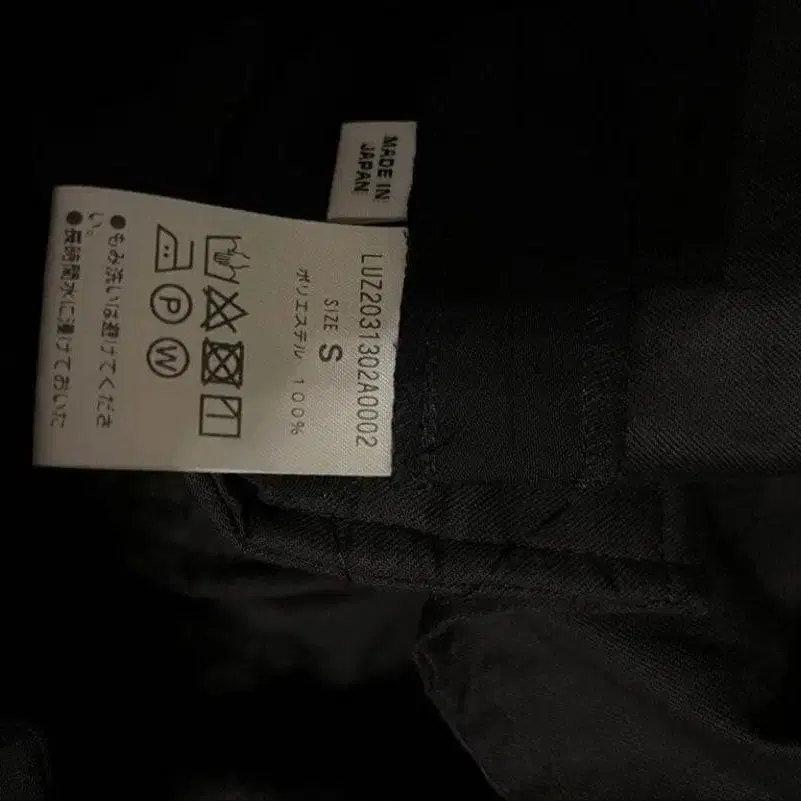 MADE IN
JAPAN
LUZ2031302A0002
SIZE
S
ポリエステル 100%
P
W
●もみ洗いは避けてくださ
い。
●長時間水に漬けておいた